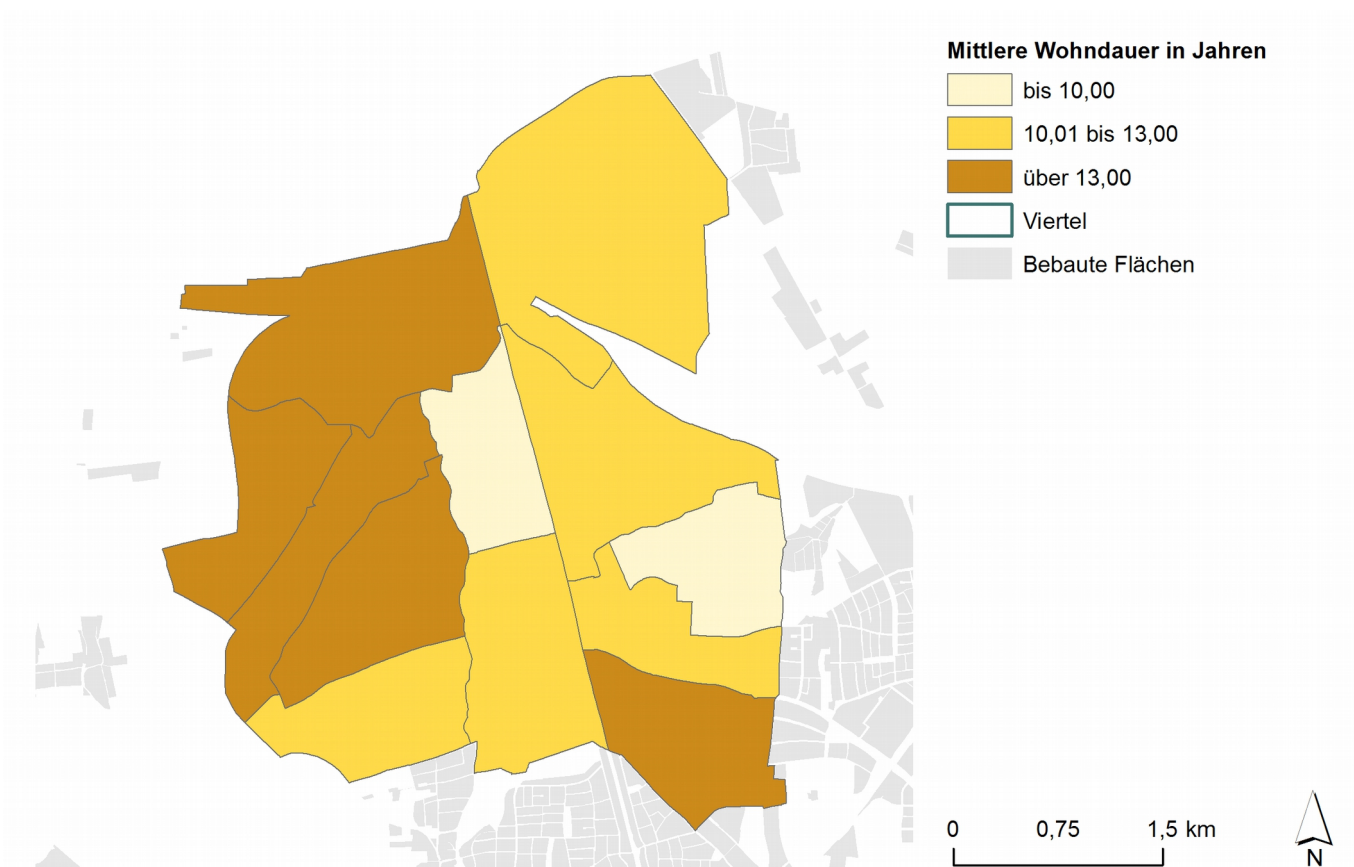 Mittlere Wohndauer in Jahren
bis 10,00
10,01 bis 13,00
über 13,00
Viertel
Bebaute Flächen
0 0,75 1,5 km
N